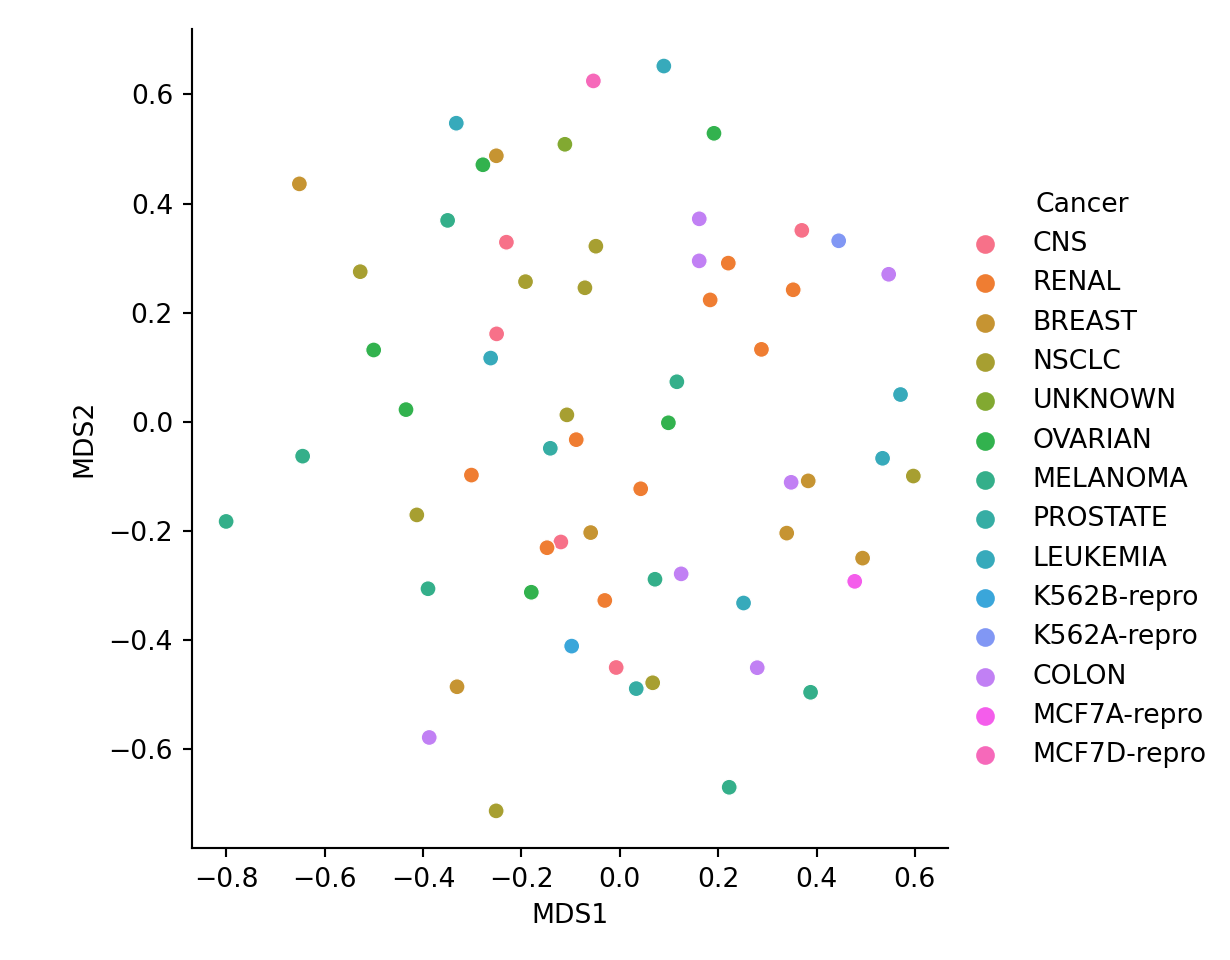 0.6
0.4
0.2
0.0
−0.2
−0.4
−0.6
MDS2
−0.8
−0.6
−0.4
−0.2
0.0
0.2
0.4
0.6
MDS1
Cancer
CNS
RENAL
BREAST
NSCLC
UNKNOWN
OVARIAN
MELANOMA
PROSTATE
LEUKEMIA
K562B-repro
K562A-repro
COLON
MCF7A-repro
MCF7D-repro